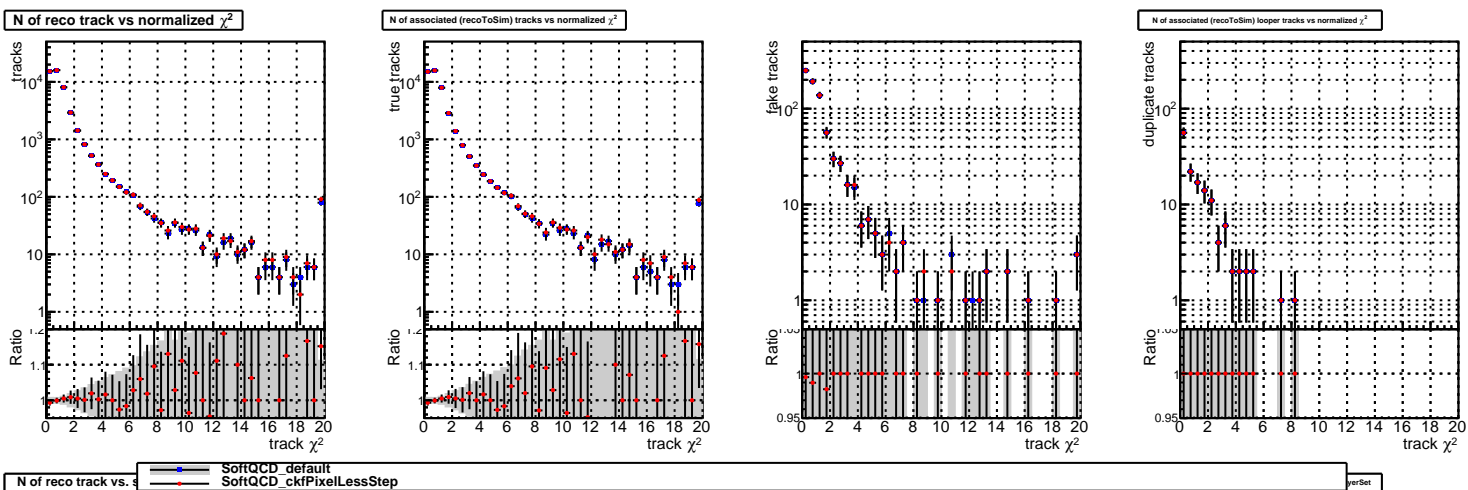 N of reco track vs normalized χ²
N of associated (recoToSim) tracks vs normalized χ²
N of associated (recoToSim) looper tracks vs normalized χ²
tracks
10⁴
10³
10²
10
1
Ratio
1.1
1
0 2 4 6 8 10 12 14 16 18 20
track χ²
true tracks
10⁴
10³
10²
10
1
Ratio
1.1
1
0 2 4 6 8 10 12 14 16 18 20
track χ²
fake tracks
10²
10
1
Ratio
1
0.95
0 2 4 6 8 10 12 14 16 18 20
track χ²
duplicate tracks
10²
10
1
Ratio
1
0.95
0 2 4 6 8 10 12 14 16 18 20
track χ²
SoftQCD_default
SoftQCD_ckfPixelLessStep
N of reco track vs. s
yerSet